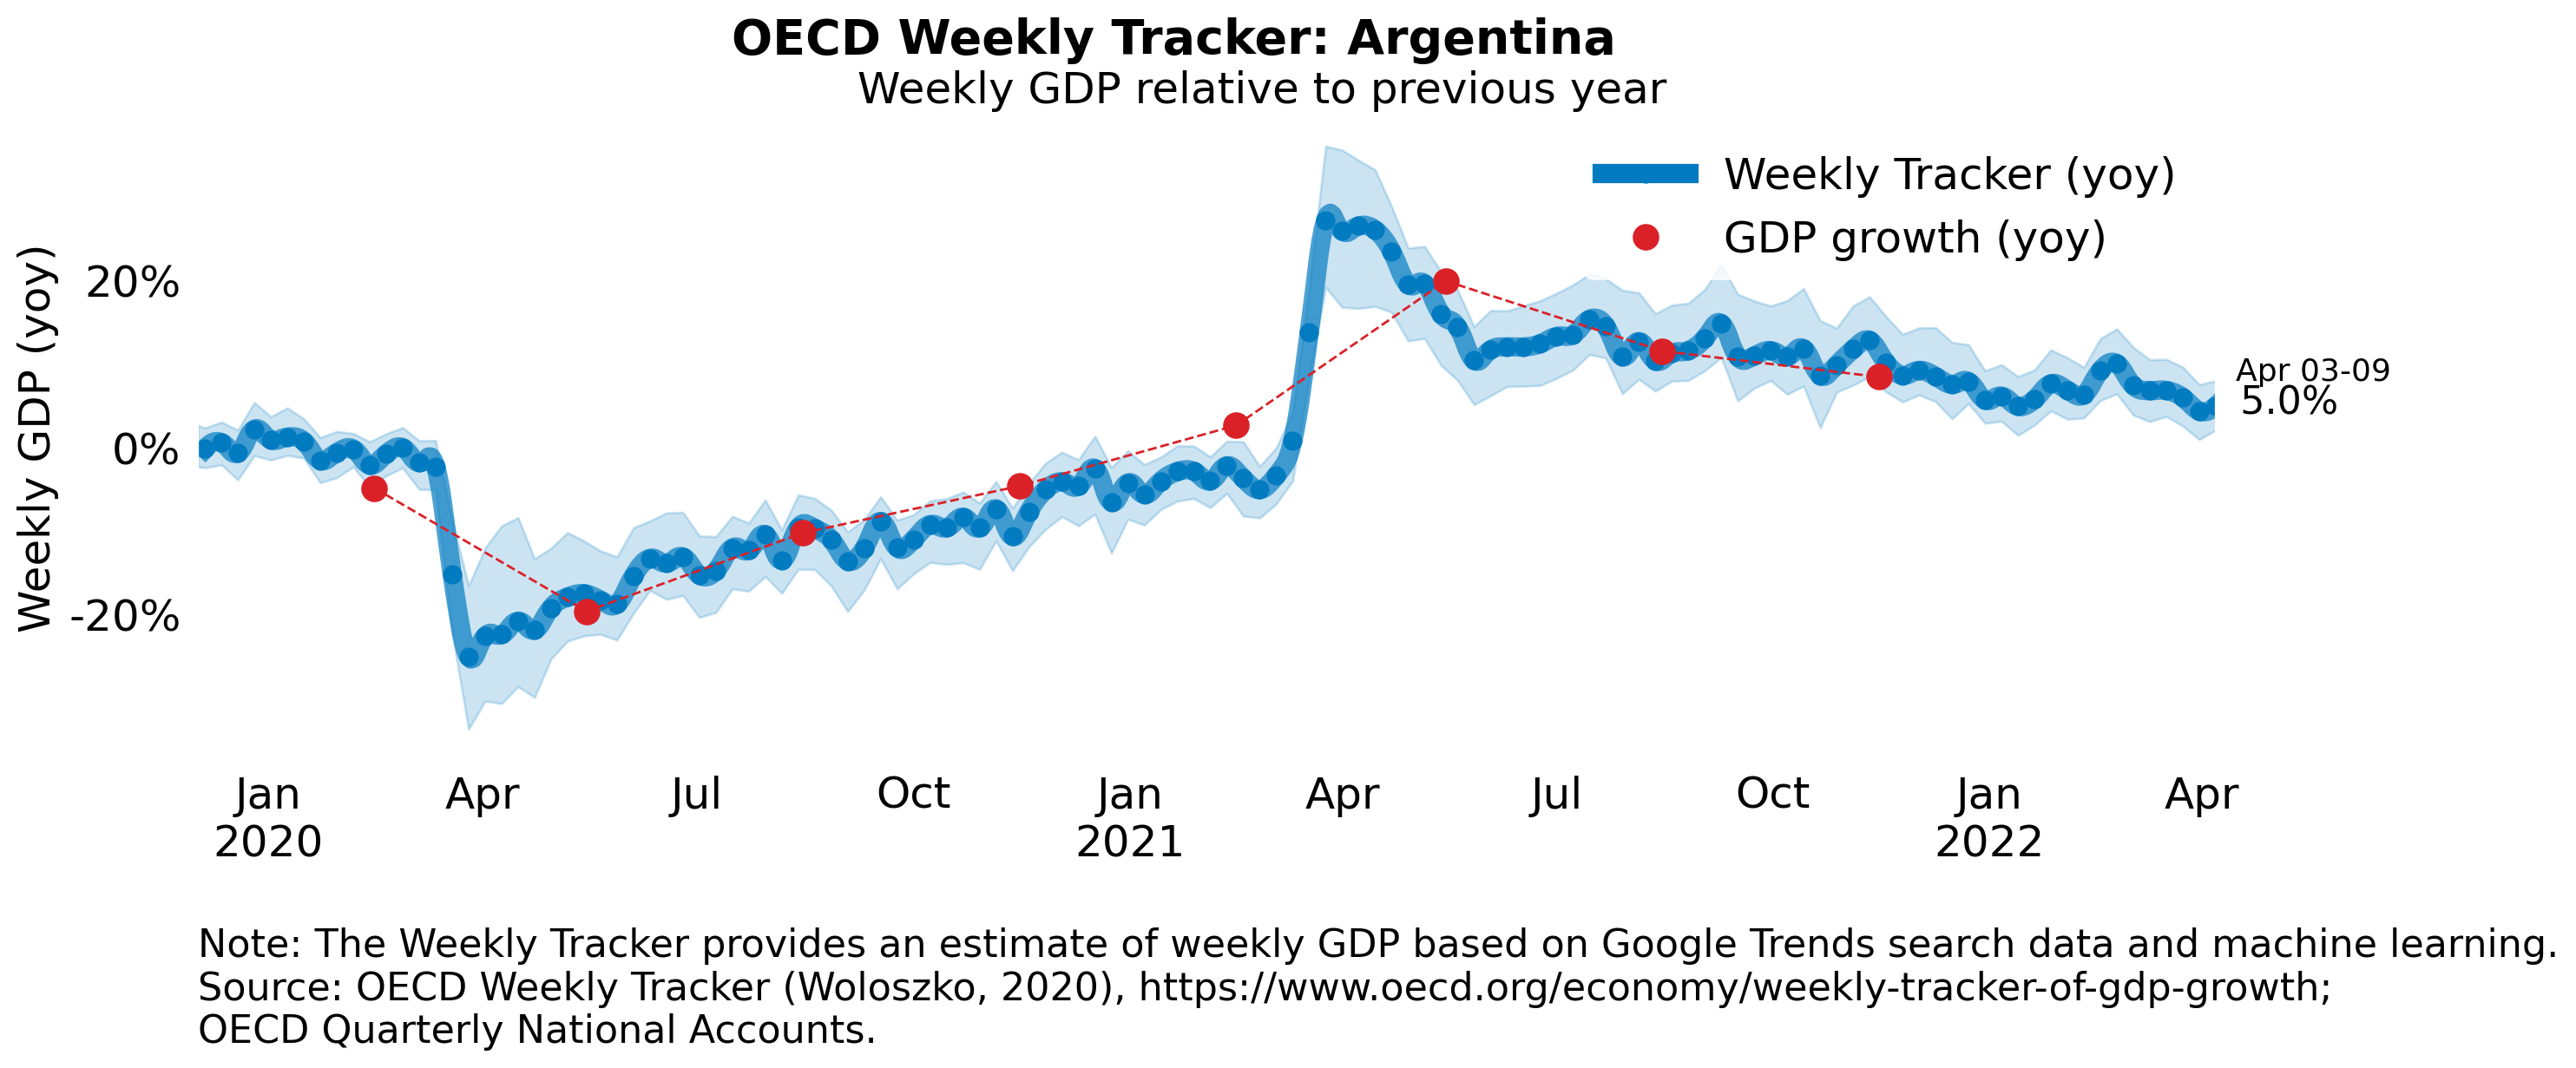 OECD Weekly Tracker: Argentina
Weekly GDP relative to previous year
Weekly Tracker (yoy)
GDP growth (yoy)
Weekly GDP (yoy)
20%
0%
-20%
Apr 03-09
5.0%
Jan Apr Jul Oct Jan Apr Jul Oct Jan Apr
2020 2021 2022
Note: The Weekly Tracker provides an estimate of weekly GDP based on Google Trends search data and machine learning.
Source: OECD Weekly Tracker (Woloszko, 2020), https://www.oecd.org/economy/weekly-tracker-of-gdp-growth;
OECD Quarterly National Accounts.